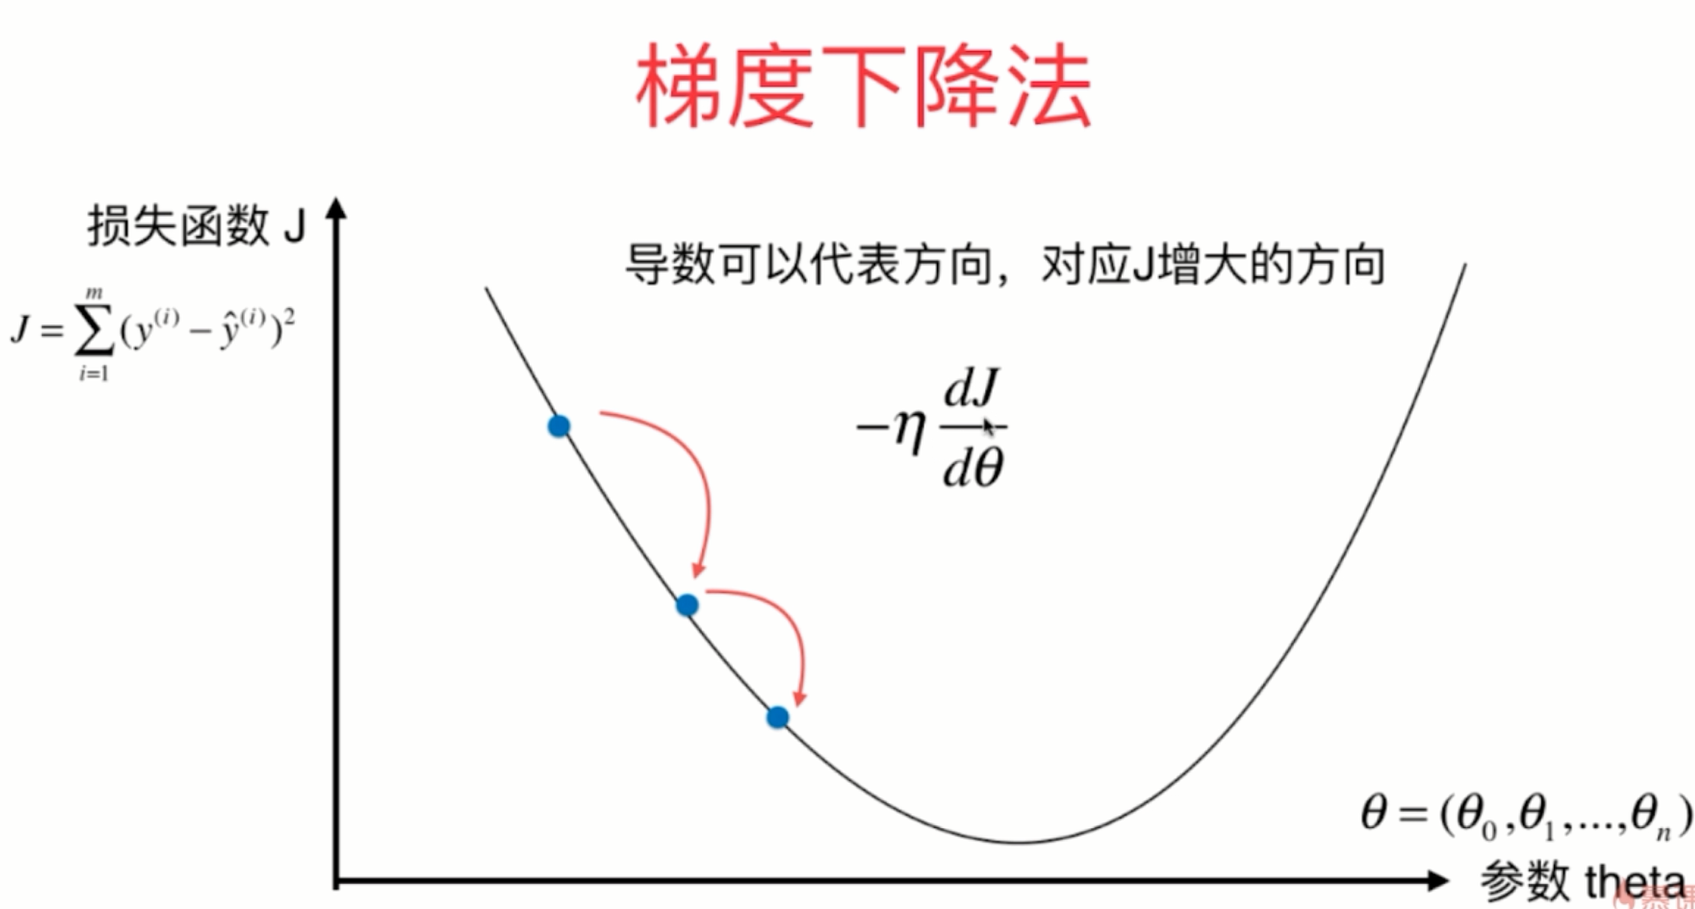 梯度下降法
损失函数 J
导数可以代表方向，对应J增大的方向
J = \sum_{i=1}^{m} (y^{(i)} - \hat{y}^{(i)})^2
-\eta \frac{dJ}{d\theta}
\theta = (\theta_0, \theta_1, ..., \theta_n)
参数 theta